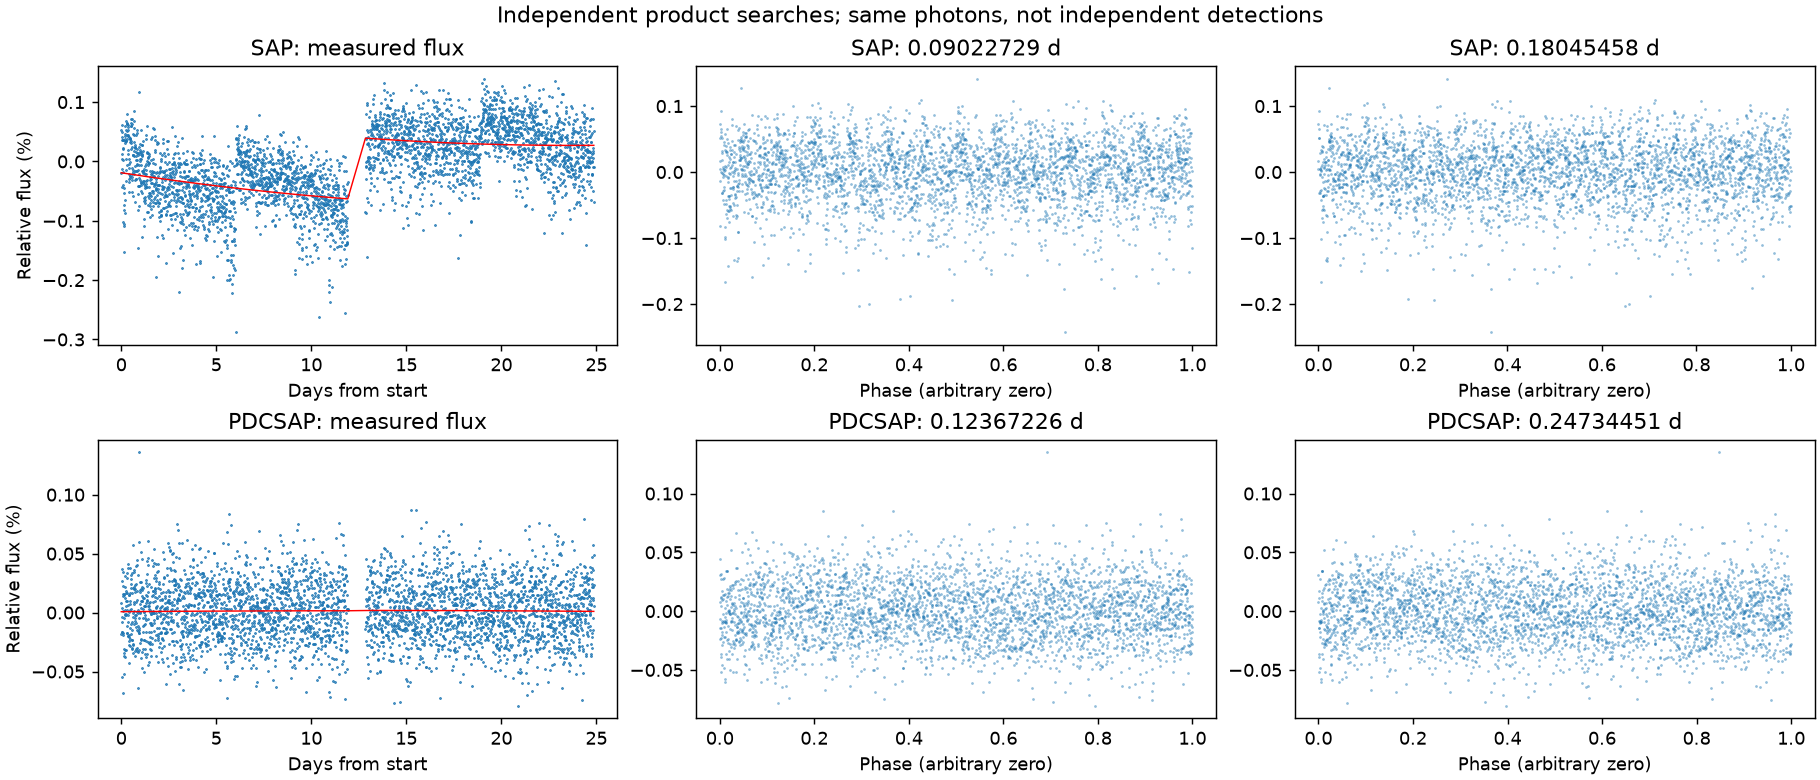 Independent product searches; same photons, not independent detections
SAP: measured flux
Relative flux (%)
0.1
0.0
−0.1
−0.2
−0.3
0 5 10 15 20 25
Days from start
SAP: 0.09022729 d
0.1
0.0
−0.1
−0.2
0.0 0.2 0.4 0.6 0.8 1.0
Phase (arbitrary zero)
SAP: 0.18045458 d
0.1
0.0
−0.1
−0.2
0.0 0.2 0.4 0.6 0.8 1.0
Phase (arbitrary zero)
PDCSAP: measured flux
Relative flux (%)
0.10
0.05
0.00
−0.05
0 5 10 15 20 25
Days from start
PDCSAP: 0.12367226 d
0.10
0.05
0.00
−0.05
0.0 0.2 0.4 0.6 0.8 1.0
Phase (arbitrary zero)
PDCSAP: 0.24734451 d
0.10
0.05
0.00
−0.05
0.0 0.2 0.4 0.6 0.8 1.0
Phase (arbitrary zero)